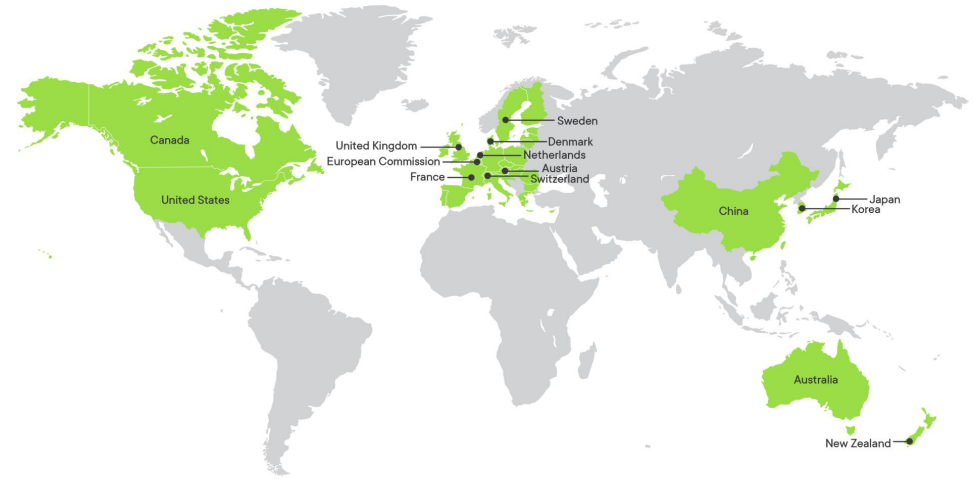 Canada
United States
Sweden
United Kingdom
Denmark
Netherlands
European Commission
Austria
France
Switzerland
China
Japan
Korea
Australia
New Zealand